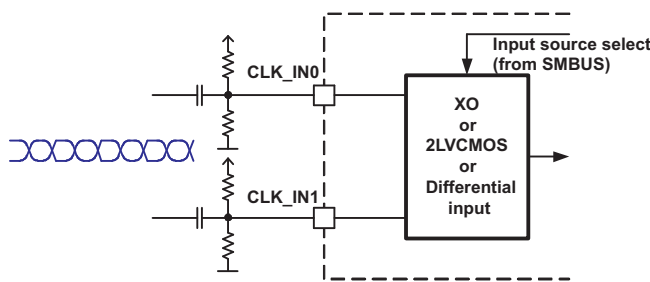 CLK_IN0
Input source select
(from SMBUS)
XO
or
2LVCMOS
or
Differential
input
CLK_IN1